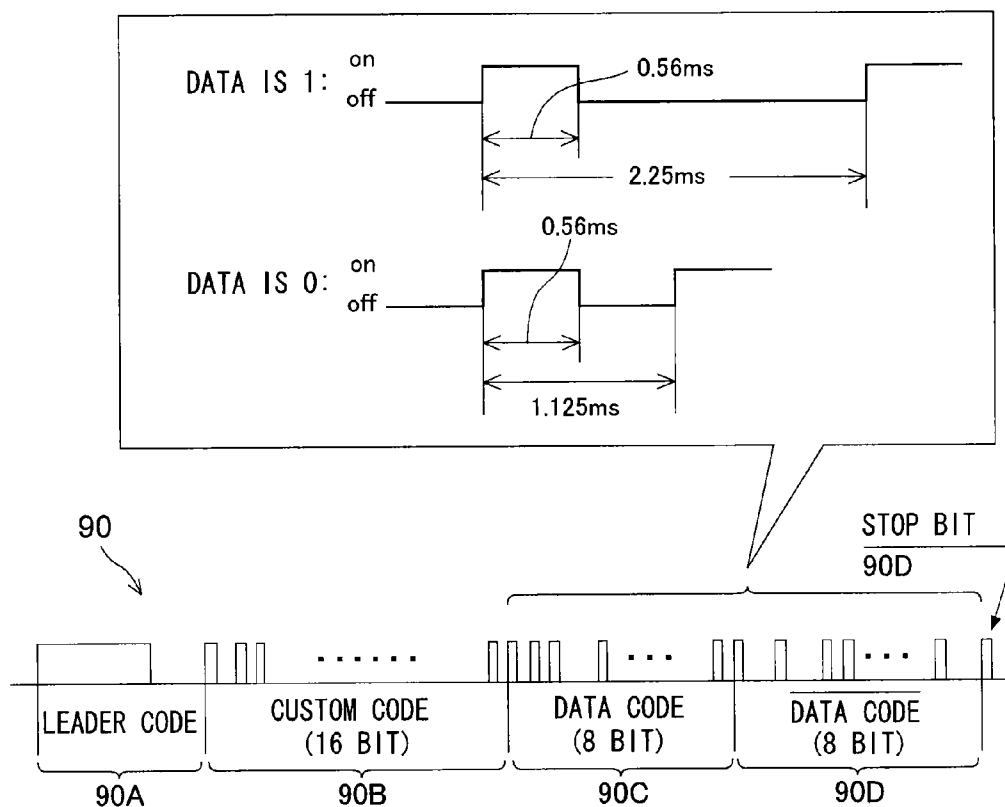 on
DATA IS 1:
off
0.56ms
2.25ms
0.56ms
on
DATA IS 0:
off
1.125ms
90
STOP BIT
90D
LEADER CODE
CUSTOM CODE
(16 BIT)
DATA CODE
(8 BIT)
DATA CODE
(8 BIT)
90A
90B
90C
90D